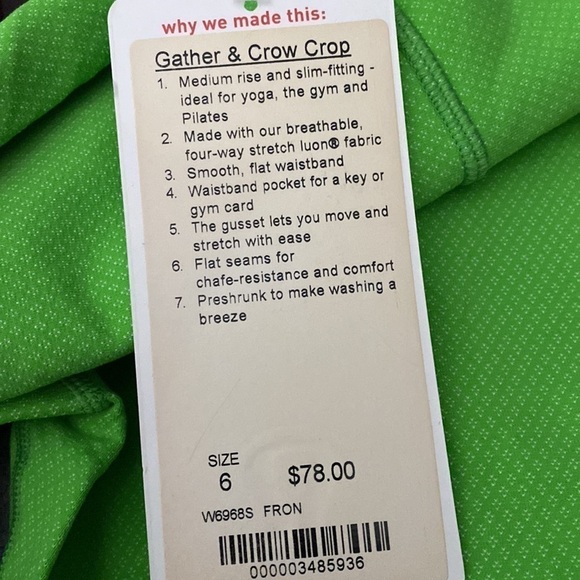 why we made this:
Gather & Crow Crop
1. Medium rise and slim-fitting -
ideal for yoga, the gym and
Pilates
2. Made with our breathable,
four-way stretch luon® fabric
3. Smooth, flat waistband
4. Waistband pocket for a key or
gym card
5. The gusset lets you move and
stretch with ease
6. Flat seams for
chafe-resistance and comfort
7. Preshrunk to make washing a
breeze
SIZE
6 $78.00
W6968S FRON
000003485936